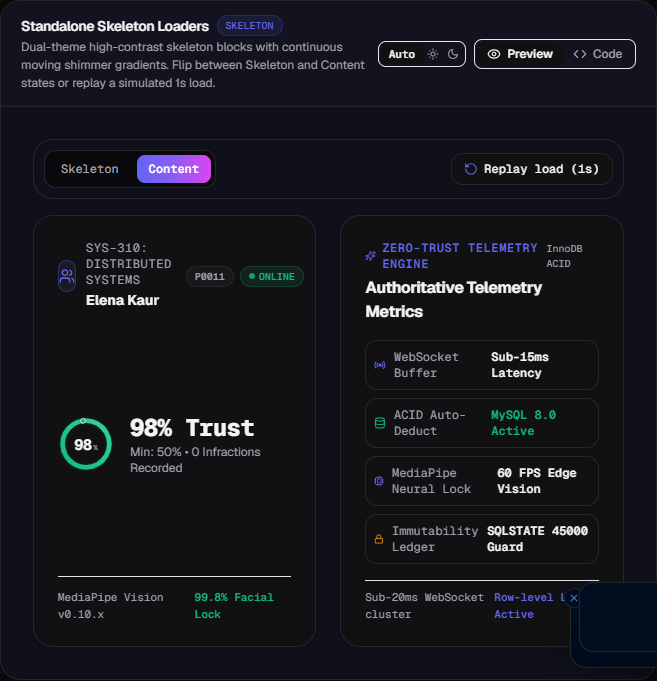 Standalone Skeleton Loaders SKELETON
Dual-theme high-contrast skeleton blocks with continuous
moving shimmer gradients. Flip between Skeleton and Content
states or replay a simulated 1s load.
Auto
Preview
Code
Skeleton
Content
Replay load (1s)
SYS-310:
DISTRIBUTED
SYSTEMS
Elena Kaur
P0011
ONLINE
98%
98% Trust
Min: 50% • 0 Infractions
Recorded
MediaPipe Vision
v0.10.x
99.8% Facial
Lock
ZERO-TRUST TELEMETRY
ENGINE
InnoDB
ACID
Authoritative Telemetry
Metrics
WebSocket
Buffer
Sub-15ms
Latency
ACID Auto-
Deduct
MySQL 8.0
Active
MediaPipe
Neural Lock
60 FPS Edge
Vision
Immutability
Ledger
SQLSTATE 45000
Guard
Sub-20ms WebSocket
cluster
Row-level
Active